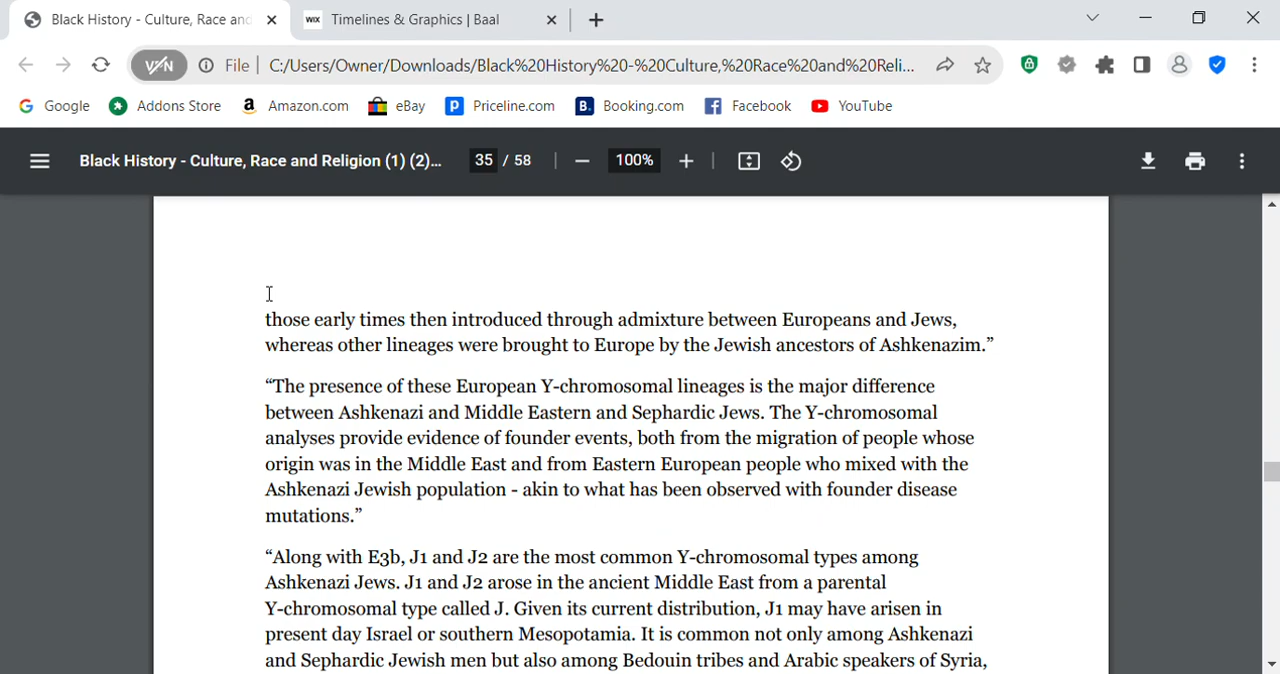 Black History - Culture, Race and
WIX Timelines & Graphics | Baal
VPN File C:/Users/Owner/Downloads/Black%20History%20-%20Culture,%20Race%20and%20Reli...
Google Addons Store Amazon.com eBay Priceline.com Booking.com Facebook YouTube
Black History - Culture, Race and Religion (1) (2)... 35 / 58 100%
those early times then introduced through admixture between Europeans and Jews,
whereas other lineages were brought to Europe by the Jewish ancestors of Ashkenazim.”
“The presence of these European Y-chromosomal lineages is the major difference
between Ashkenazi and Middle Eastern and Sephardic Jews. The Y-chromosomal
analyses provide evidence of founder events, both from the migration of people whose
origin was in the Middle East and from Eastern European people who mixed with the
Ashkenazi Jewish population - akin to what has been observed with founder disease
mutations.”
“Along with E3b, J1 and J2 are the most common Y-chromosomal types among
Ashkenazi Jews. J1 and J2 arose in the ancient Middle East from a parental
Y-chromosomal type called J. Given its current distribution, J1 may have arisen in
present day Israel or southern Mesopotamia. It is common not only among Ashkenazi
and Sephardic Jewish men but also among Bedouin tribes and Arabic speakers of Syria,